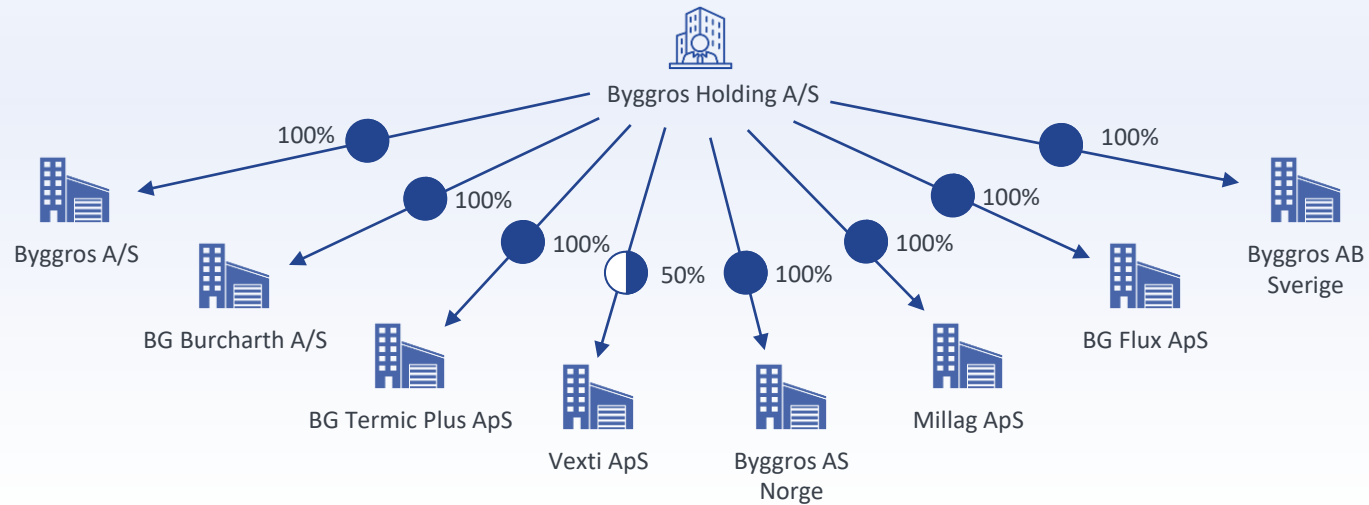 Byggros Holding A/S
100%
100%
100%
50%
100%
100%
100%
100%
Byggros A/S
BG Burcharth A/S
BG Termic Plus ApS
Vexti ApS
Byggros AS
Norge
Millag ApS
BG Flux ApS
Byggros AB
Sverige